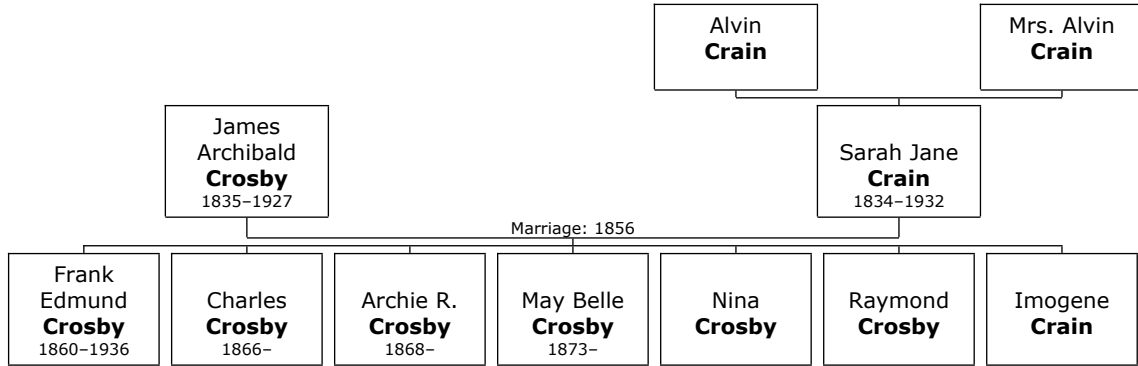 Alvin
Crain
Mrs. Alvin
Crain
James
Archibald
Crosby
1835–1927
Sarah Jane
Crain
1834–1932
Marriage: 1856
Frank
Edmund
Crosby
1860–1936
Charles
Crosby
1866–
Archie R.
Crosby
1868–
May Belle
Crosby
1873–
Nina
Crosby
Raymond
Crosby
Imogene
Crain